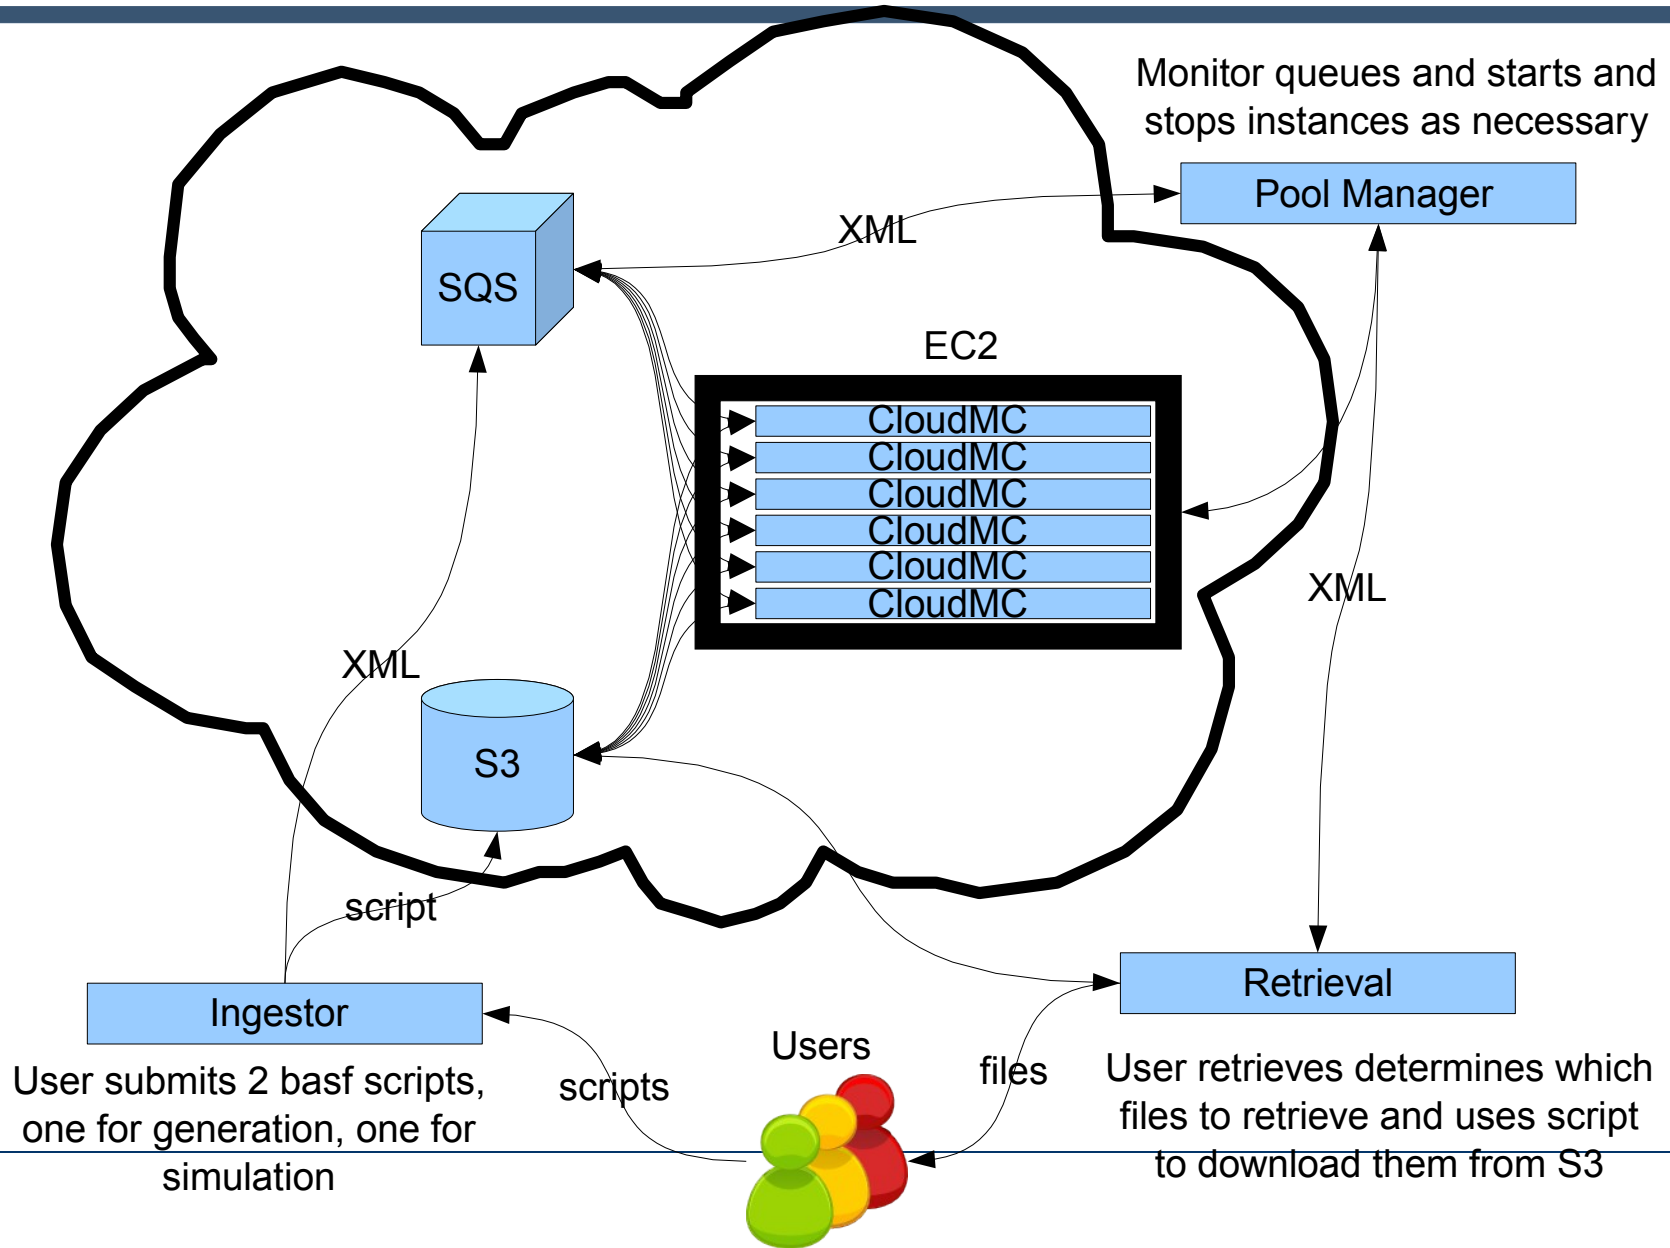 Monitor queues and starts and
stops instances as necessary
Pool Manager
XML
SQS
EC2
CloudMC
CloudMC
CloudMC
CloudMC
CloudMC
CloudMC
XML
XML
S3
script
Retrieval
Ingestor
Users
files
scripts
User submits 2 basf scripts,
one for generation, one for
simulation
User retrieves determines which
files to retrieve and uses script
to download them from S3